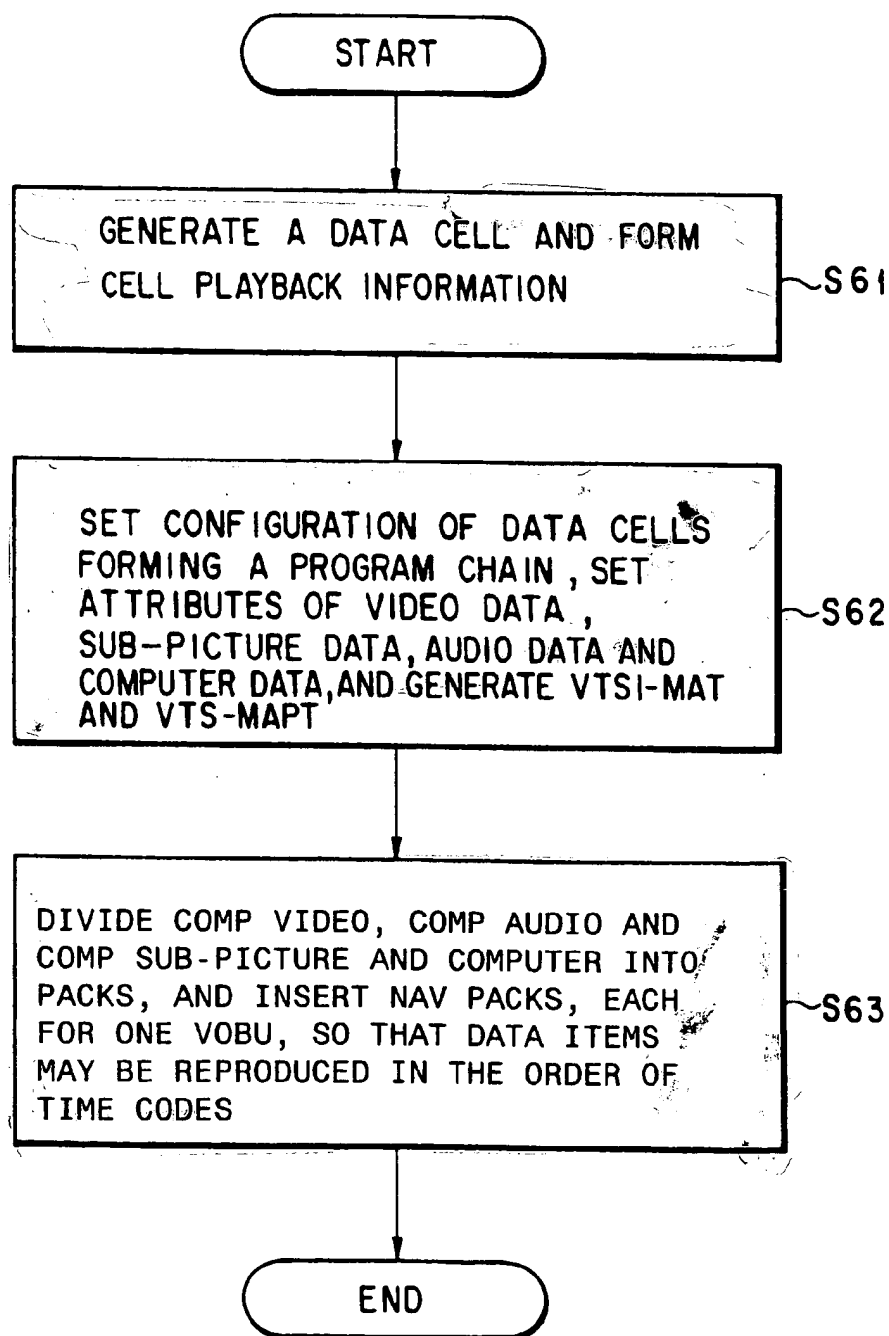 START
GENERATE A DATA CELL AND FORM
CELL PLAYBACK INFORMATION
S61
SET CONFIGURATION OF DATA CELLS
FORMING A PROGRAM CHAIN, SET
ATTRIBUTES OF VIDEO DATA,
SUB-PICTURE DATA, AUDIO DATA AND
COMPUTER DATA, AND GENERATE VTSI-MAT
AND VTS-MAPT
S62
DIVIDE COMP VIDEO, COMP AUDIO AND
COMP SUB-PICTURE AND COMPUTER INTO
PACKS, AND INSERT NAV PACKS, EACH
FOR ONE VOBU, SO THAT DATA ITEMS
MAY BE REPRODUCED IN THE ORDER OF
TIME CODES
S63
END